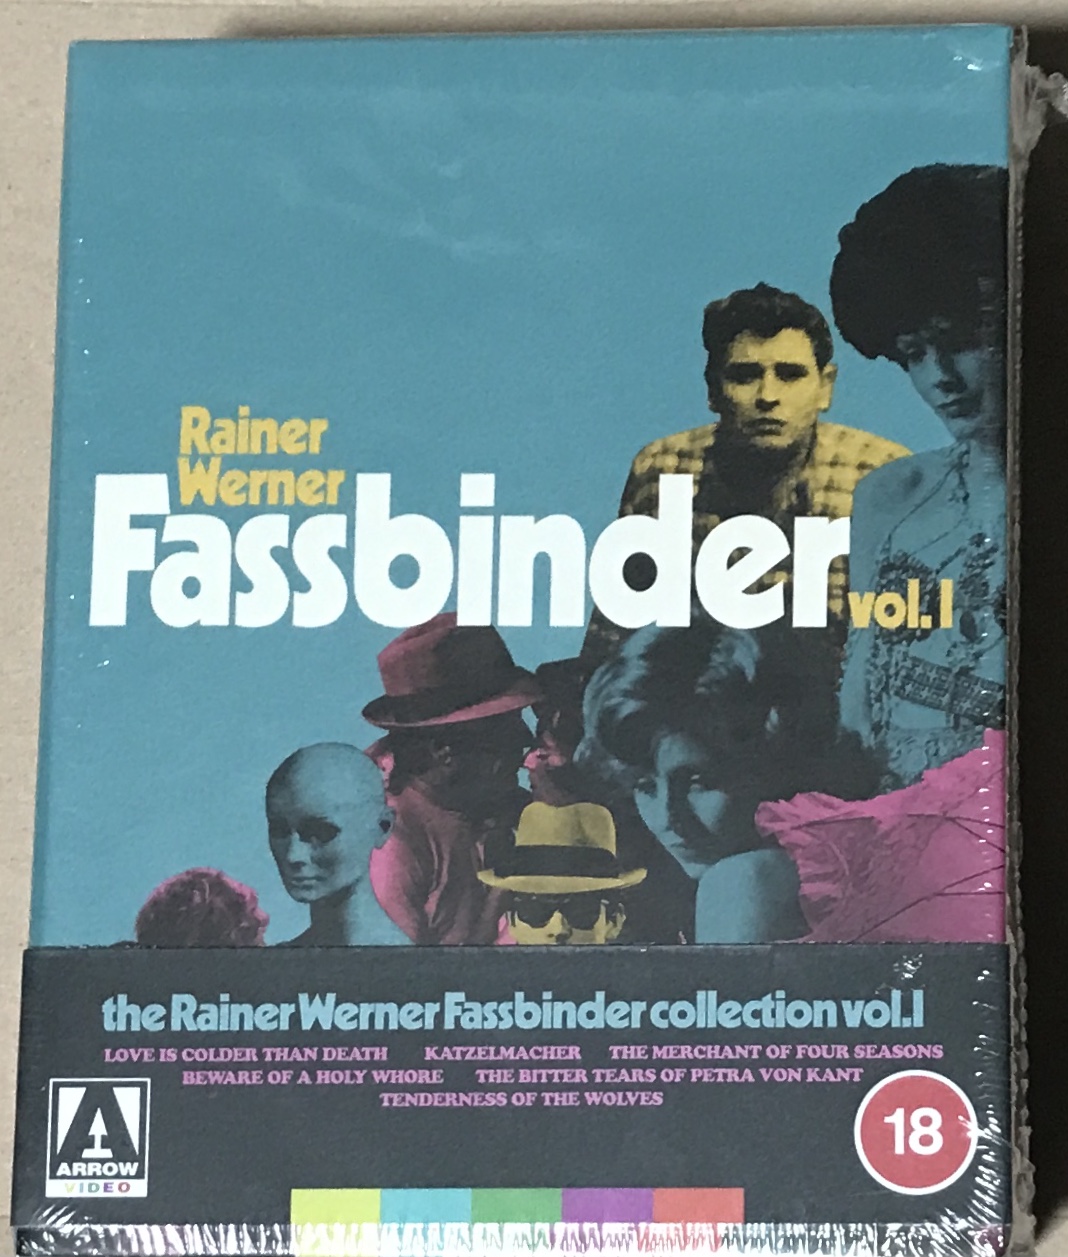 Rainer
Werner
Fassbinder vol. I
the Rainer Werner Fassbinder collection vol. I
LOVE IS COLDER THAN DEATH KATZELMACHER THE MERCHANT OF FOUR SEASONS
BEWARE OF A HOLY WHORE THE BITTER TEARS OF PETRA VON KANT
TENDERNESS OF THE WOLVES
A
ARROW
VIDEO
18